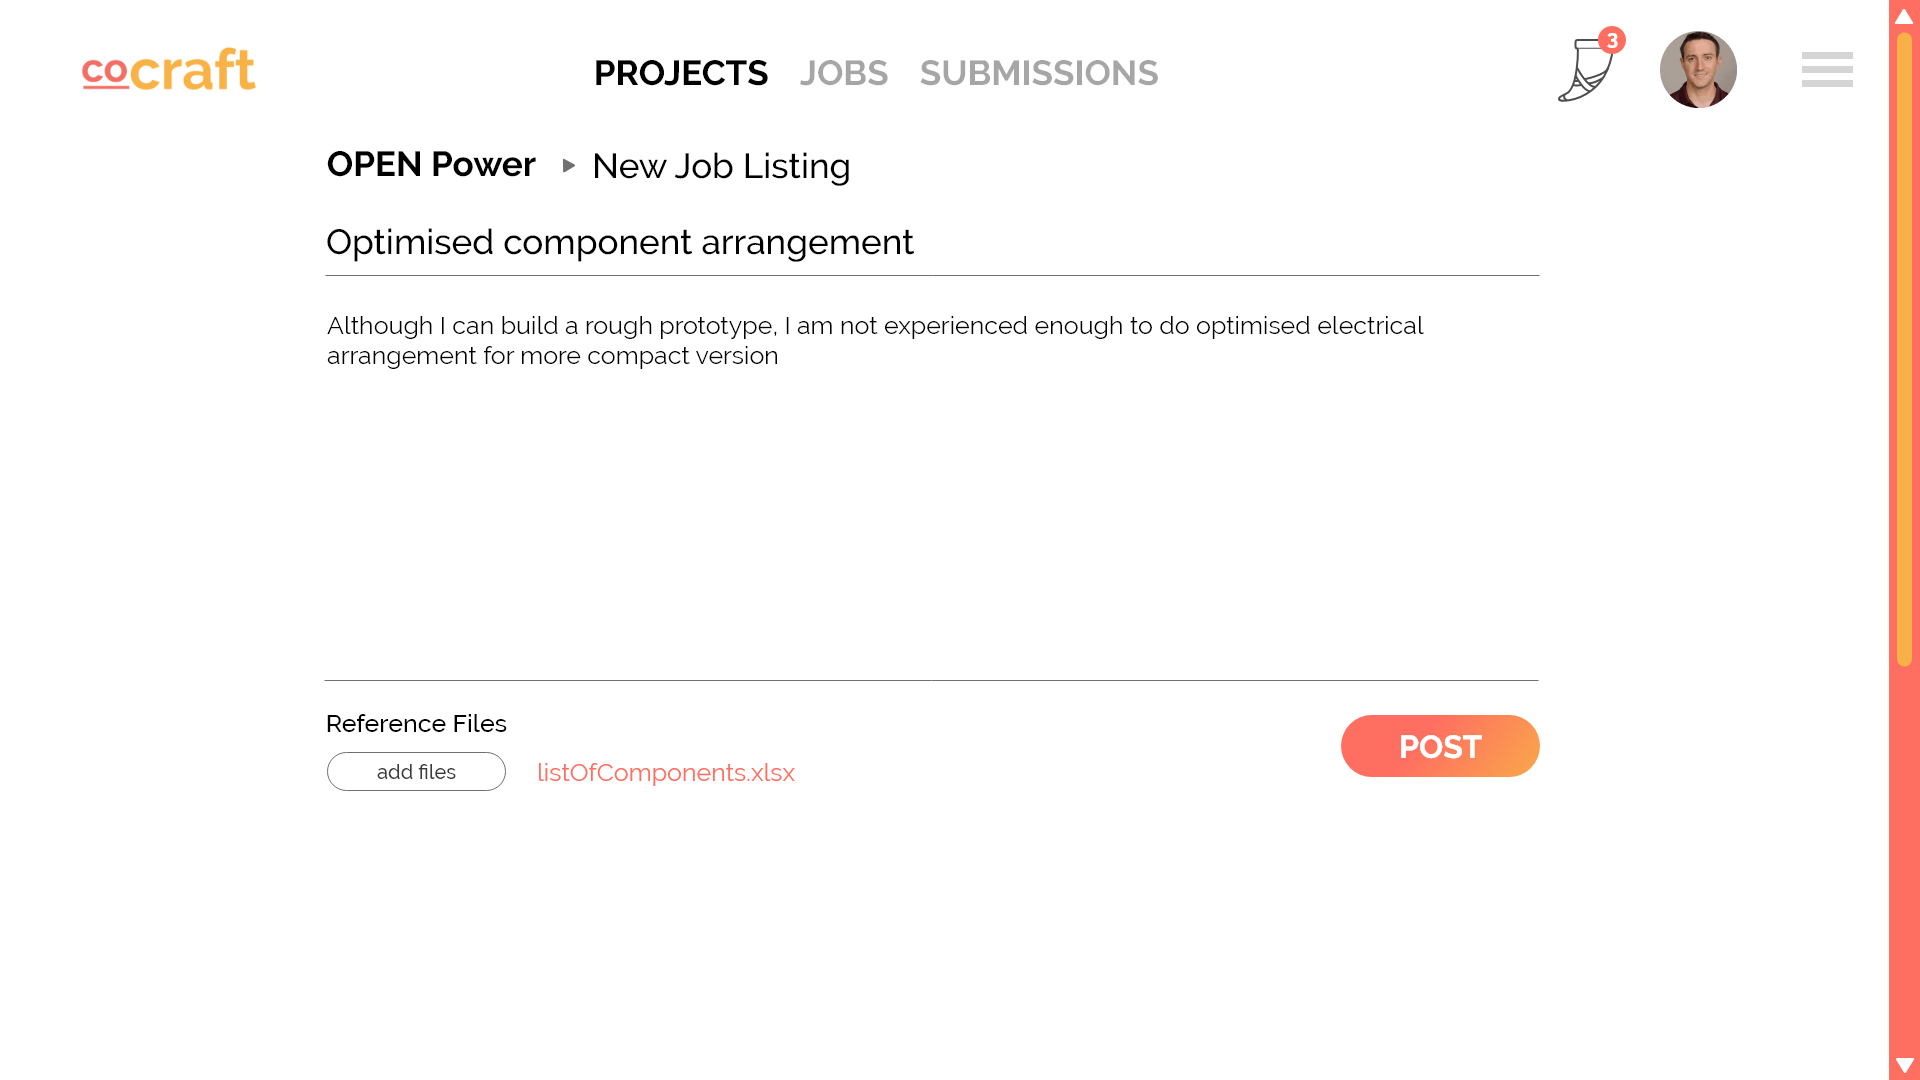 cocraft
PROJECTS JOBS SUBMISSIONS
3
OPEN Power New Job Listing
Optimised component arrangement
Although I can build a rough prototype, I am not experienced enough to do optimised electrical
arrangement for more compact version
Reference Files
POST
add files listOfComponents.xlsx